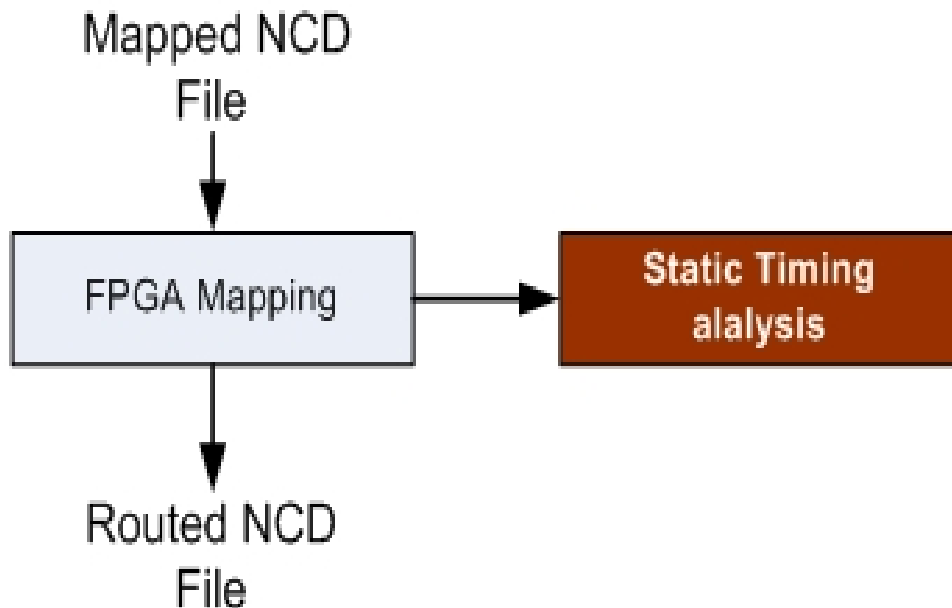 Mapped NCD
File
FPGA Mapping
Static Timing
alalysis
Routed NCD
File